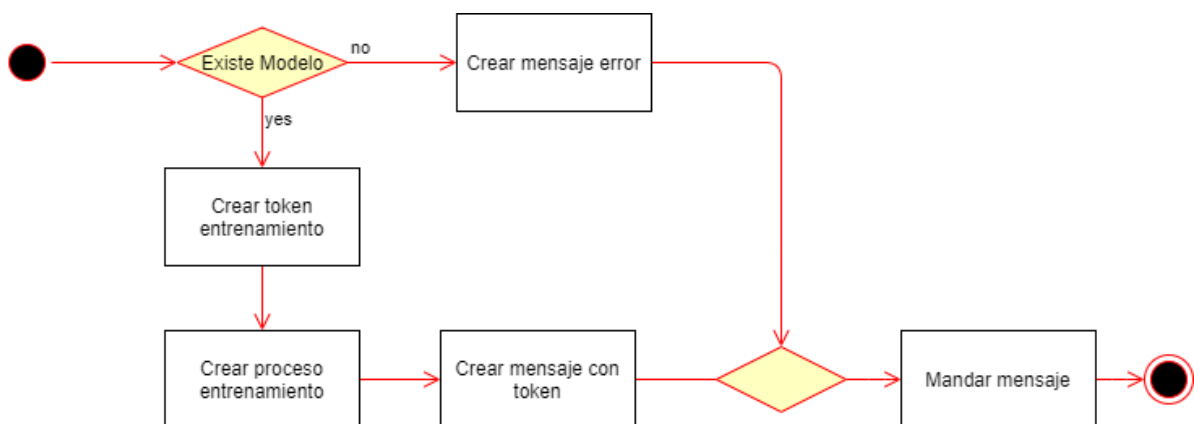 Existe Modelo
no
Crear mensaje error
yes
Crear token
entrenamiento
Crear proceso
entrenamiento
Crear mensaje con
token
Mandar mensaje